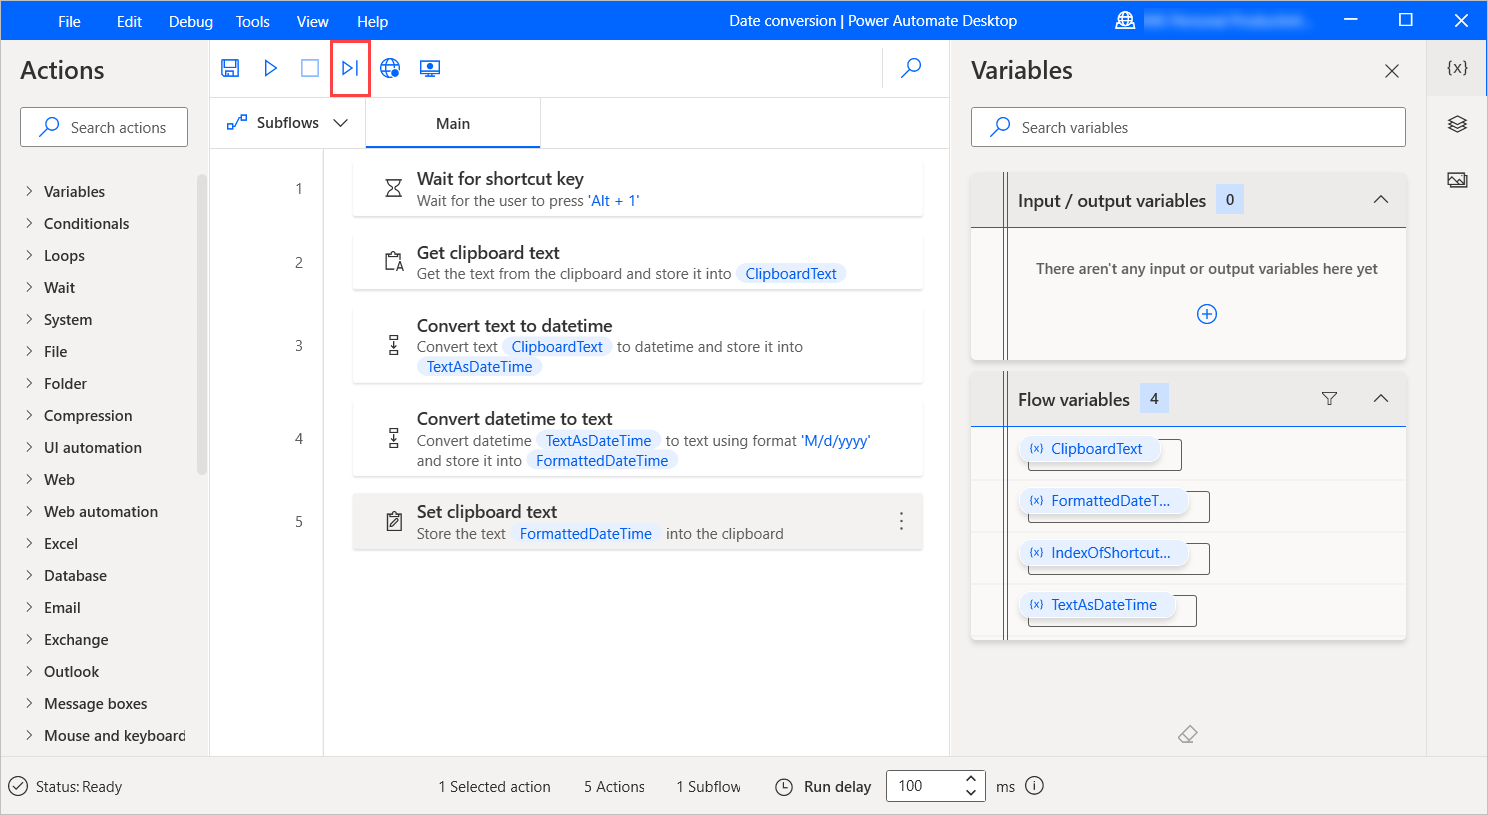 File Edit Debug Tools View Help Date conversion | Power Automate Desktop
Actions
Search actions
Variables
Conditionals
Loops
Wait
System
File
Folder
Compression
UI automation
Web
Web automation
Excel
Database
Email
Exchange
Outlook
Message boxes
Mouse and keyboard
Subflows
Main
1
Wait for shortcut key
Wait for the user to press 'Alt + 1'
2
Get clipboard text
Get the text from the clipboard and store it into ClipboardText
3
Convert text to datetime
Convert text ClipboardText to datetime and store it into
TextAsDateTime
4
Convert datetime to text
Convert datetime TextAsDateTime to text using format 'M/d/yyyy'
and store it into FormattedDateTime
5
Set clipboard text
Store the text FormattedDateTime into the clipboard
Variables
{x}
Search variables
Input / output variables 0
There aren't any input or output variables here yet
Flow variables 4
{x} ClipboardText
{x} FormattedDateT...
{x} IndexOfShortcut...
{x} TextAsDateTime
Status: Ready 1 Selected action 5 Actions 1 Subflow Run delay 100 ms